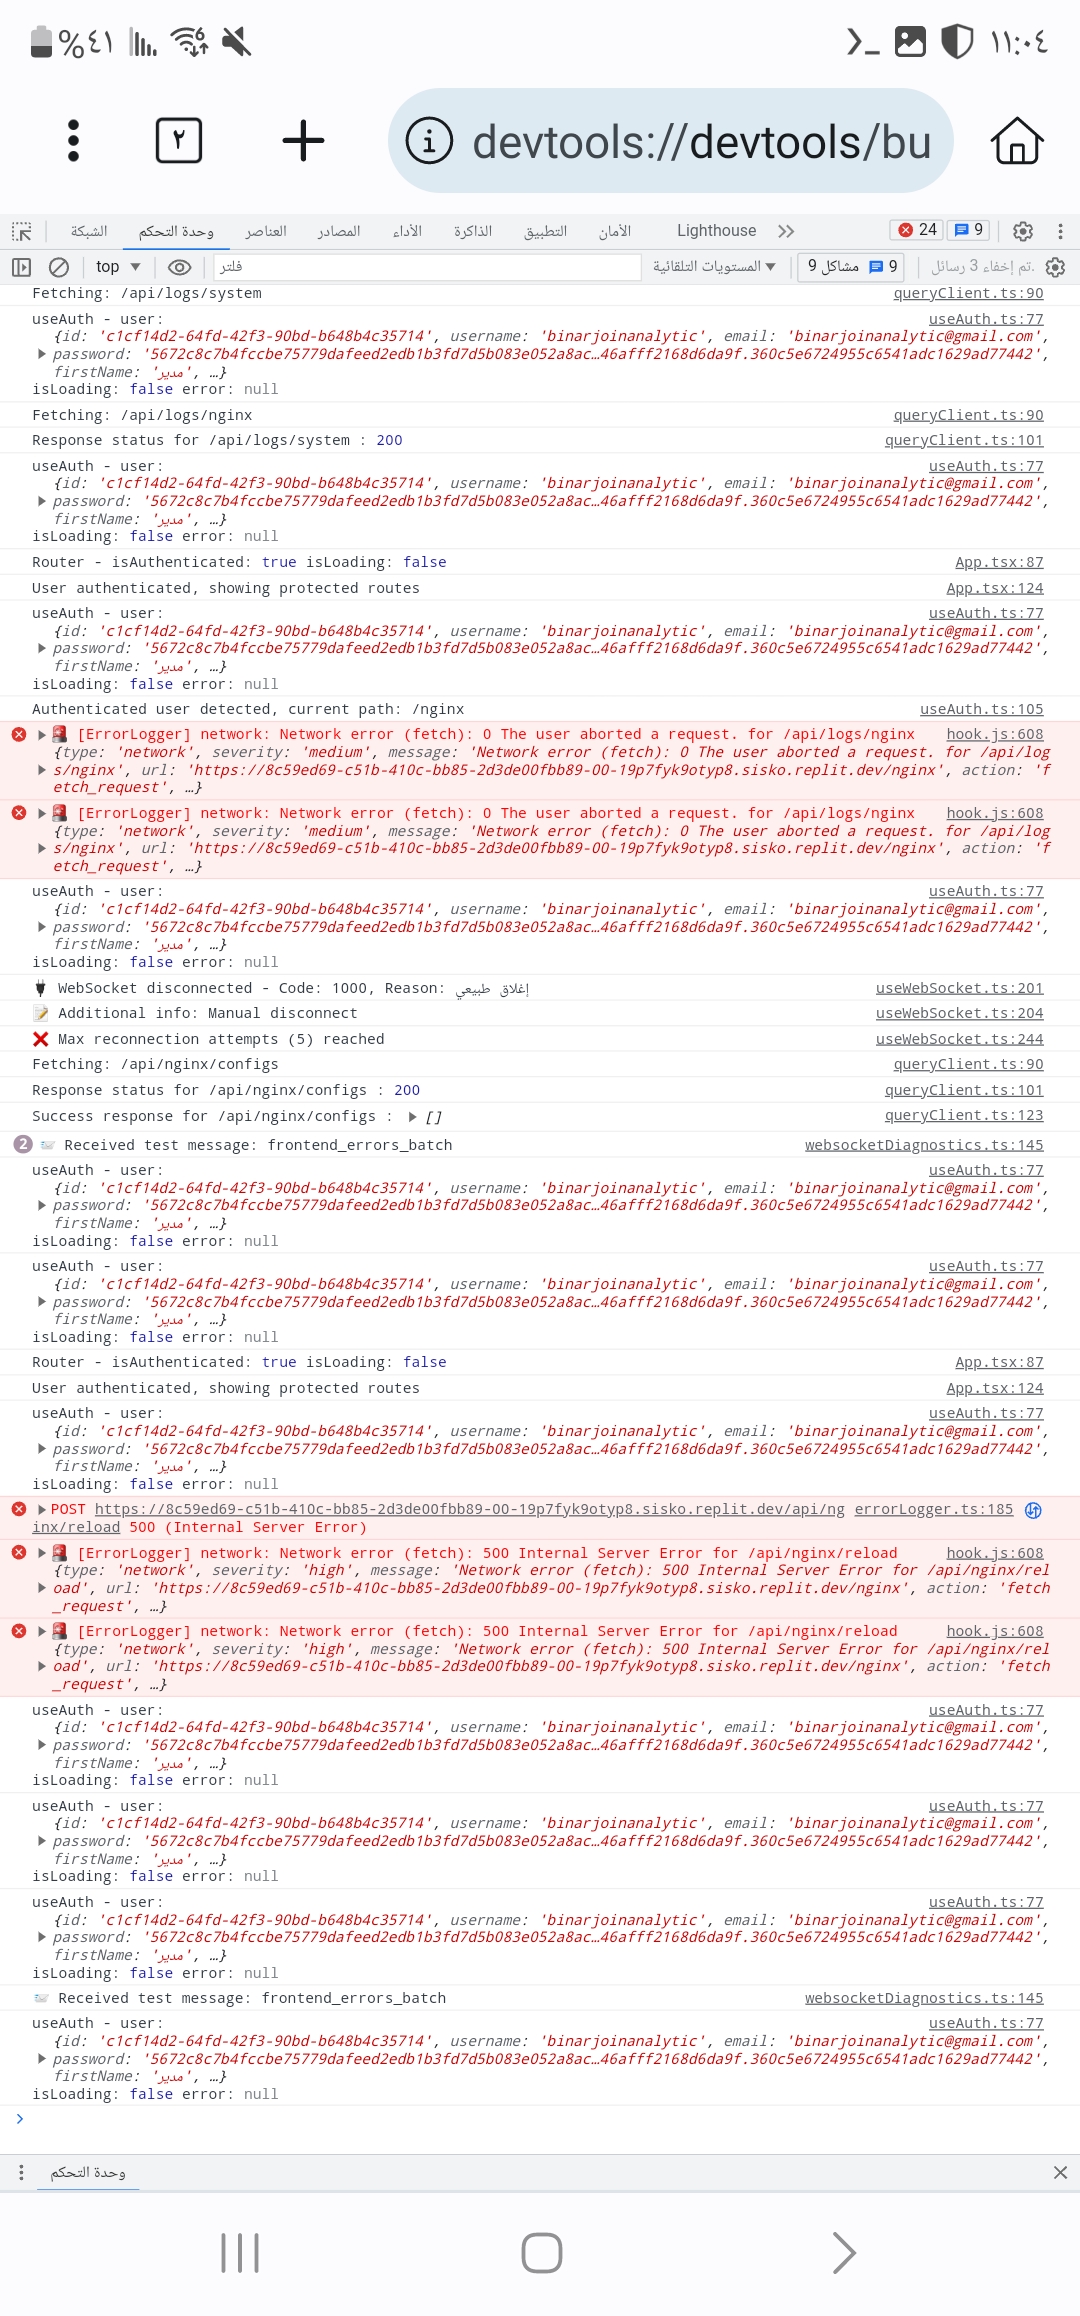 %٤١
١١:٠٤
٢
devtools://devtools/bu
الشبكة
وحدة التحكم
العناصر
المصادر
الأداء
الذاكرة
التطبيق
الأمان
Lighthouse
24
9
top
فلتر
المستويات التلقائية
9 مشاكل 9
تم إخفاء 3 رسائل.
Fetching: /api/logs/system queryClient.ts:90
useAuth - user: useAuth.ts:77
{id: 'c1cf14d2-64fd-42f3-90bd-b648b4c35714', username: 'binarjoinanalytic', email: 'binarjoinanalytic@gmail.com',
password: '5672c8c7b4fccbe75779dafeed2edb1b3fd7d5b083e052a8ac…46afff2168d6da9f.360c5e6724955c6541adc1629ad77442',
firstName: 'مدير', …}
isLoading: false error: null
Fetching: /api/logs/nginx queryClient.ts:90
Response status for /api/logs/system : 200 queryClient.ts:101
useAuth - user: useAuth.ts:77
{id: 'c1cf14d2-64fd-42f3-90bd-b648b4c35714', username: 'binarjoinanalytic', email: 'binarjoinanalytic@gmail.com',
password: '5672c8c7b4fccbe75779dafeed2edb1b3fd7d5b083e052a8ac…46afff2168d6da9f.360c5e6724955c6541adc1629ad77442',
firstName: 'مدير', …}
isLoading: false error: null
Router - isAuthenticated: true isLoading: false App.tsx:87
User authenticated, showing protected routes App.tsx:124
useAuth - user: useAuth.ts:77
{id: 'c1cf14d2-64fd-42f3-90bd-b648b4c35714', username: 'binarjoinanalytic', email: 'binarjoinanalytic@gmail.com',
password: '5672c8c7b4fccbe75779dafeed2edb1b3fd7d5b083e052a8ac…46afff2168d6da9f.360c5e6724955c6541adc1629ad77442',
firstName: 'مدير', …}
isLoading: false error: null
Authenticated user detected, current path: /nginx useAuth.ts:105
🚨 [ErrorLogger] network: Network error (fetch): 0 The user aborted a request. for /api/logs/nginx hook.js:608
{type: 'network', severity: 'medium', message: 'Network error (fetch): 0 The user aborted a request. for /api/log
s/nginx', url: 'https://8c59ed69-c51b-410c-bb85-2d3de00fbb89-00-19p7fyk9otyp8.sisko.replit.dev/nginx', action: 'f
etch_request', …}
🚨 [ErrorLogger] network: Network error (fetch): 0 The user aborted a request. for /api/logs/nginx hook.js:608
{type: 'network', severity: 'medium', message: 'Network error (fetch): 0 The user aborted a request. for /api/log
s/nginx', url: 'https://8c59ed69-c51b-410c-bb85-2d3de00fbb89-00-19p7fyk9otyp8.sisko.replit.dev/nginx', action: 'f
etch_request', …}
useAuth - user: useAuth.ts:77
{id: 'c1cf14d2-64fd-42f3-90bd-b648b4c35714', username: 'binarjoinanalytic', email: 'binarjoinanalytic@gmail.com',
password: '5672c8c7b4fccbe75779dafeed2edb1b3fd7d5b083e052a8ac…46afff2168d6da9f.360c5e6724955c6541adc1629ad77442',
firstName: 'مدير', …}
isLoading: false error: null
🔌 WebSocket disconnected - Code: 1000, Reason: إغلاق طبيعي useWebSocket.ts:201
📝 Additional info: Manual disconnect useWebSocket.ts:204
❌ Max reconnection attempts (5) reached useWebSocket.ts:244
Fetching: /api/nginx/configs queryClient.ts:90
Response status for /api/nginx/configs : 200 queryClient.ts:101
Success response for /api/nginx/configs : ▶ [] queryClient.ts:123
2 📨 Received test message: frontend_errors_batch websocketDiagnostics.ts:145
useAuth - user: useAuth.ts:77
{id: 'c1cf14d2-64fd-42f3-90bd-b648b4c35714', username: 'binarjoinanalytic', email: 'binarjoinanalytic@gmail.com',
password: '5672c8c7b4fccbe75779dafeed2edb1b3fd7d5b083e052a8ac…46afff2168d6da9f.360c5e6724955c6541adc1629ad77442',
firstName: 'مدير', …}
isLoading: false error: null
useAuth - user: useAuth.ts:77
{id: 'c1cf14d2-64fd-42f3-90bd-b648b4c35714', username: 'binarjoinanalytic', email: 'binarjoinanalytic@gmail.com',
password: '5672c8c7b4fccbe75779dafeed2edb1b3fd7d5b083e052a8ac…46afff2168d6da9f.360c5e6724955c6541adc1629ad77442',
firstName: 'مدير', …}
isLoading: false error: null
Router - isAuthenticated: true isLoading: false App.tsx:87
User authenticated, showing protected routes App.tsx:124
useAuth - user: useAuth.ts:77
{id: 'c1cf14d2-64fd-42f3-90bd-b648b4c35714', username: 'binarjoinanalytic', email: 'binarjoinanalytic@gmail.com',
password: '5672c8c7b4fccbe75779dafeed2edb1b3fd7d5b083e052a8ac…46afff2168d6da9f.360c5e6724955c6541adc1629ad77442',
firstName: 'مدير', …}
isLoading: false error: null
POST https://8c59ed69-c51b-410c-bb85-2d3de00fbb89-00-19p7fyk9otyp8.sisko.replit.dev/api/ng errorLogger.ts:185
inx/reload 500 (Internal Server Error)
🚨 [ErrorLogger] network: Network error (fetch): 500 Internal Server Error for /api/nginx/reload hook.js:608
{type: 'network', severity: 'high', message: 'Network error (fetch): 500 Internal Server Error for /api/nginx/rel
oad', url: 'https://8c59ed69-c51b-410c-bb85-2d3de00fbb89-00-19p7fyk9otyp8.sisko.replit.dev/nginx', action: 'fetch
_request', …}
🚨 [ErrorLogger] network: Network error (fetch): 500 Internal Server Error for /api/nginx/reload hook.js:608
{type: 'network', severity: 'high', message: 'Network error (fetch): 500 Internal Server Error for /api/nginx/rel
oad', url: 'https://8c59ed69-c51b-410c-bb85-2d3de00fbb89-00-19p7fyk9otyp8.sisko.replit.dev/nginx', action: 'fetch
_request', …}
useAuth - user: useAuth.ts:77
{id: 'c1cf14d2-64fd-42f3-90bd-b648b4c35714', username: 'binarjoinanalytic', email: 'binarjoinanalytic@gmail.com',
password: '5672c8c7b4fccbe75779dafeed2edb1b3fd7d5b083e052a8ac…46afff2168d6da9f.360c5e6724955c6541adc1629ad77442',
firstName: 'مدير', …}
isLoading: false error: null
useAuth - user: useAuth.ts:77
{id: 'c1cf14d2-64fd-42f3-90bd-b648b4c35714', username: 'binarjoinanalytic', email: 'binarjoinanalytic@gmail.com',
password: '5672c8c7b4fccbe75779dafeed2edb1b3fd7d5b083e052a8ac…46afff2168d6da9f.360c5e6724955c6541adc1629ad77442',
firstName: 'مدير', …}
isLoading: false error: null
useAuth - user: useAuth.ts:77
{id: 'c1cf14d2-64fd-42f3-90bd-b648b4c35714', username: 'binarjoinanalytic', email: 'binarjoinanalytic@gmail.com',
password: '5672c8c7b4fccbe75779dafeed2edb1b3fd7d5b083e052a8ac…46afff2168d6da9f.360c5e6724955c6541adc1629ad77442',
firstName: 'مدير', …}
isLoading: false error: null
📨 Received test message: frontend_errors_batch websocketDiagnostics.ts:145
useAuth - user: useAuth.ts:77
{id: 'c1cf14d2-64fd-42f3-90bd-b648b4c35714', username: 'binarjoinanalytic', email: 'binarjoinanalytic@gmail.com',
password: '5672c8c7b4fccbe75779dafeed2edb1b3fd7d5b083e052a8ac…46afff2168d6da9f.360c5e6724955c6541adc1629ad77442',
firstName: 'مدير', …}
isLoading: false error: null
وحدة التحكم